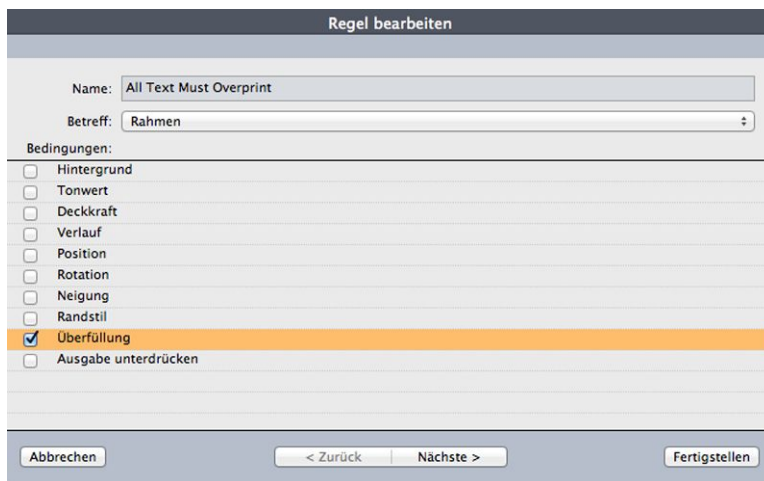 Regel bearbeiten
Name: All Text Must Overprint
Betreff: Rahmen
Bedingungen:
Hintergrund
Tonwert
Deckkraft
Verlauf
Position
Rotation
Neigung
Randstil
Überfüllung
Ausgabe unterdrücken
Abbrechen < Zurück Nächste > Fertigstellen